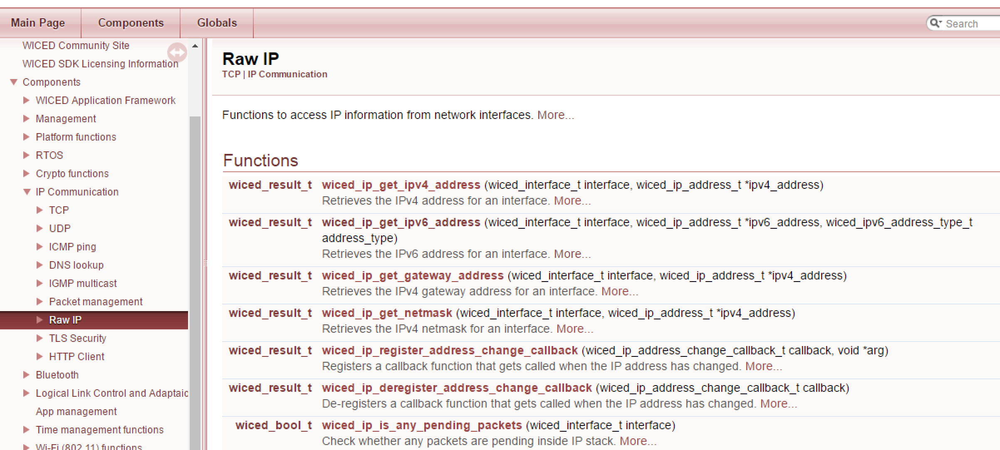 Main Page
Components
Globals
Search
WICED Community Site
WICED SDK Licensing Information
Components
WICED Application Framework
Management
Platform functions
RTOS
Crypto functions
IP Communication
TCP
UDP
ICMP ping
DNS lookup
IGMP multicast
Packet management
Raw IP
TLS Security
HTTP Client
Bluetooth
Logical Link Control and Adaptaio
App management
Time management functions
Wi-Fi (802.11) functions
Raw IP
TCP | IP Communication
Functions to access IP information from network interfaces. More...
Functions
wiced_result_t wiced_ip_get_ipv4_address (wiced_interface_t interface, wiced_ip_address_t *ipv4_address)
Retrieves the IPv4 address for an interface. More...
wiced_result_t wiced_ip_get_ipv6_address (wiced_interface_t interface, wiced_ip_address_t *ipv6_address, wiced_ipv6_address_type_t
address_type)
Retrieves the IPv6 address for an interface. More...
wiced_result_t wiced_ip_get_gateway_address (wiced_interface_t interface, wiced_ip_address_t *ipv4_address)
Retrieves the IPv4 gateway address for an interface. More...
wiced_result_t wiced_ip_get_netmask (wiced_interface_t interface, wiced_ip_address_t *ipv4_address)
Retrieves the IPv4 netmask for an interface. More...
wiced_result_t wiced_ip_register_address_change_callback (wiced_ip_address_change_callback_t callback, void *arg)
Registers a callback function that gets called when the IP address has changed. More...
wiced_result_t wiced_ip_deregister_address_change_callback (wiced_ip_address_change_callback_t callback)
De-registers a callback function that gets called when the IP address has changed. More...
wiced_bool_t wiced_ip_is_any_pending_packets (wiced_interface_t interface)
Check whether any packets are pending inside IP stack. More...